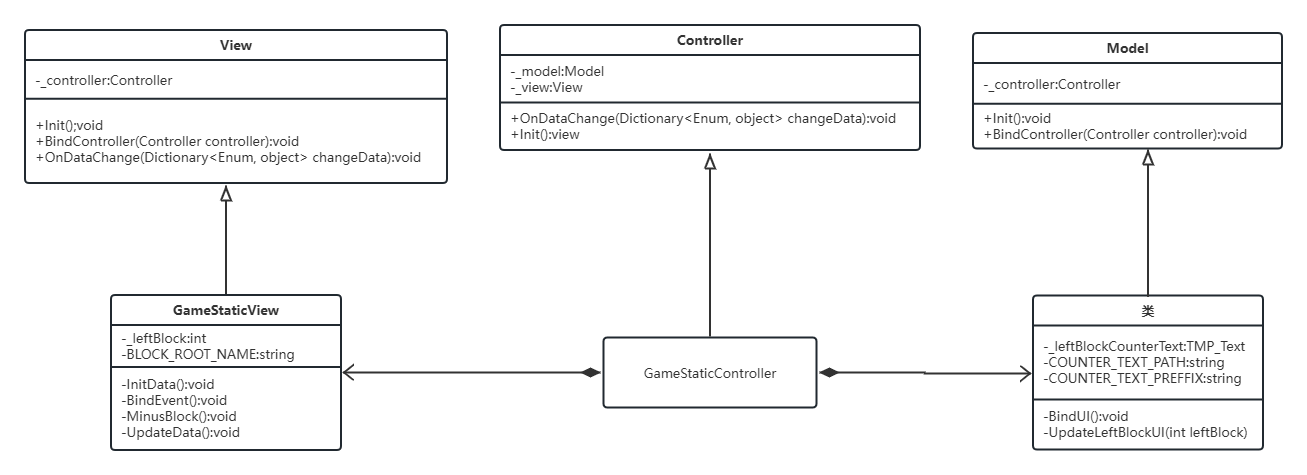 View
-_controller:Controller
+Init();void
+BindController(Controller controller):void
+OnDataChange(Dictionary<Enum, object> changeData):void
Controller
-_model:Model
-_view:View
+OnDataChange(Dictionary<Enum, object> changeData):void
+Init():view
Model
-_controller:Controller
+Init():void
+BindController(Controller controller):void
GameStaticView
-_leftBlock:int
-BLOCK_ROOT_NAME:string
-InitData():void
-BindEvent():void
-MinusBlock():void
-UpdateData():void
GameStaticController
类
-_leftBlockCounterText:TMP_Text
-COUNTER_TEXT_PATH:string
-COUNTER_TEXT_PREFFIX:string
-BindUI():void
-UpdateLeftBlockUI(int leftBlock)